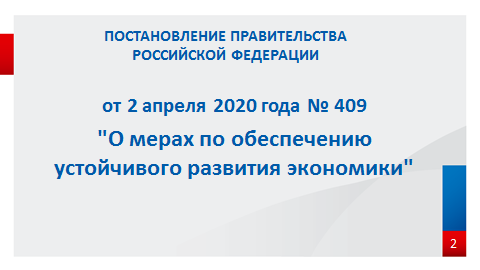 ПОСТАНОВЛЕНИЕ ПРАВИТЕЛЬСТВА
РОССИЙСКОЙ ФЕДЕРАЦИИ
от 2 апреля 2020 года № 409
"О мерах по обеспечению
устойчивого развития экономики"
2